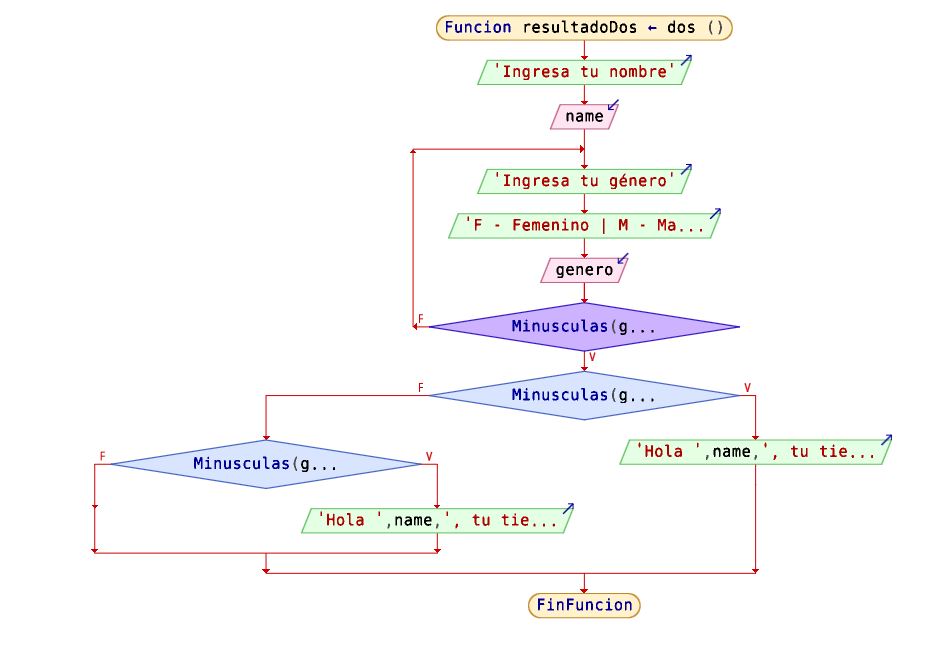 Funcion resultadoDos ← dos ()
'Ingresa tu nombre'
name
'Ingresa tu género'
'F - Femenino | M - Ma...
genero
F
Minusculas(g...
V
F
Minusculas(g...
V
'Hola ',name,', tu tie...
F
Minusculas(g...
V
'Hola ',name,', tu tie...
FinFuncion